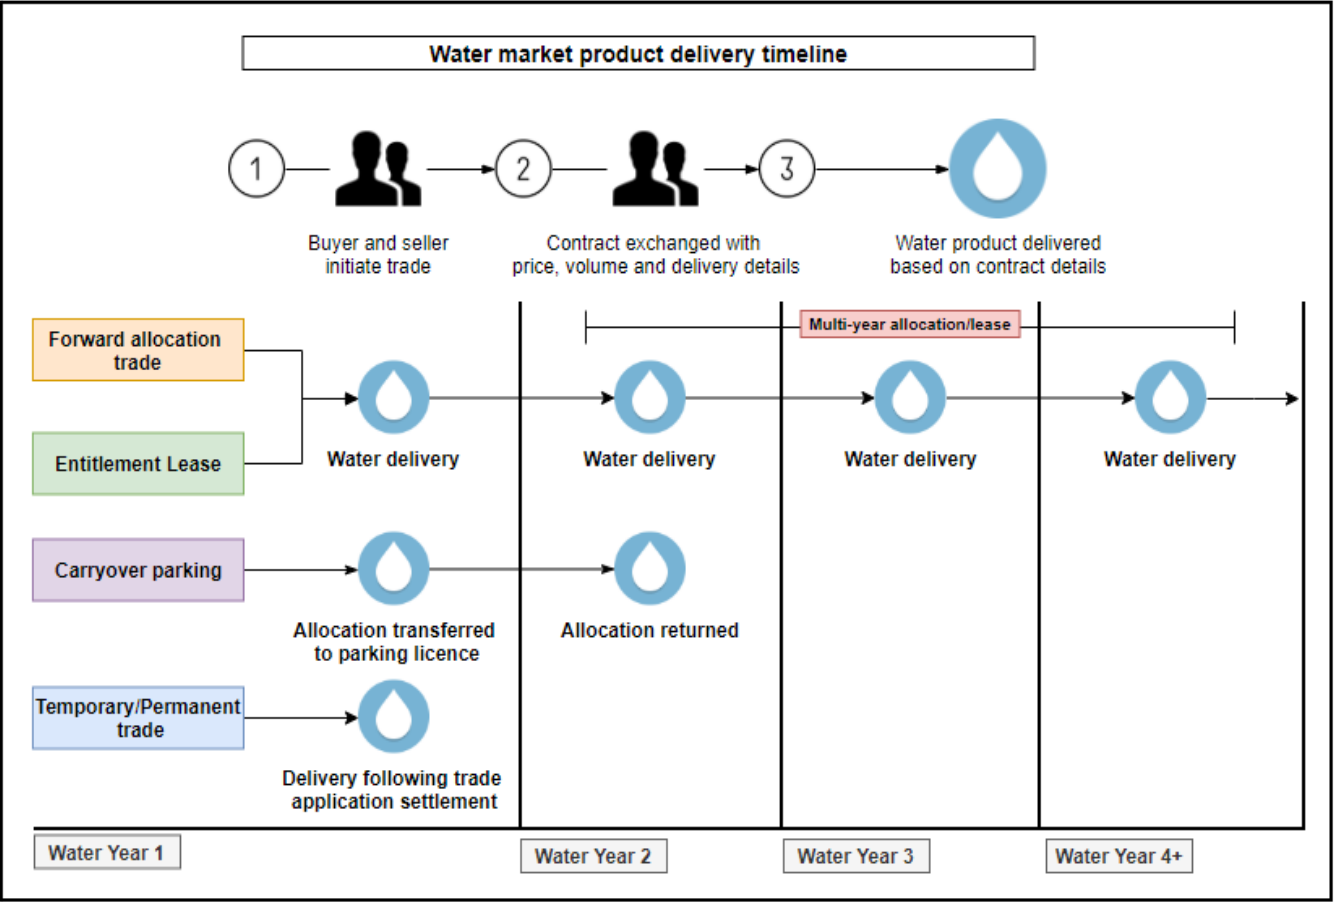 Water market product delivery timeline
1
2
3
Buyer and seller
initiate trade
Contract exchanged with
price, volume and delivery details
Water product delivered
based on contract details
Multi-year allocation/lease
Forward allocation
trade
Entitlement Lease
Water delivery
Water delivery
Water delivery
Water delivery
Carryover parking
Allocation transferred
to parking licence
Allocation returned
Temporary/Permanent
trade
Delivery following trade
application settlement
Water Year 1
Water Year 2
Water Year 3
Water Year 4+